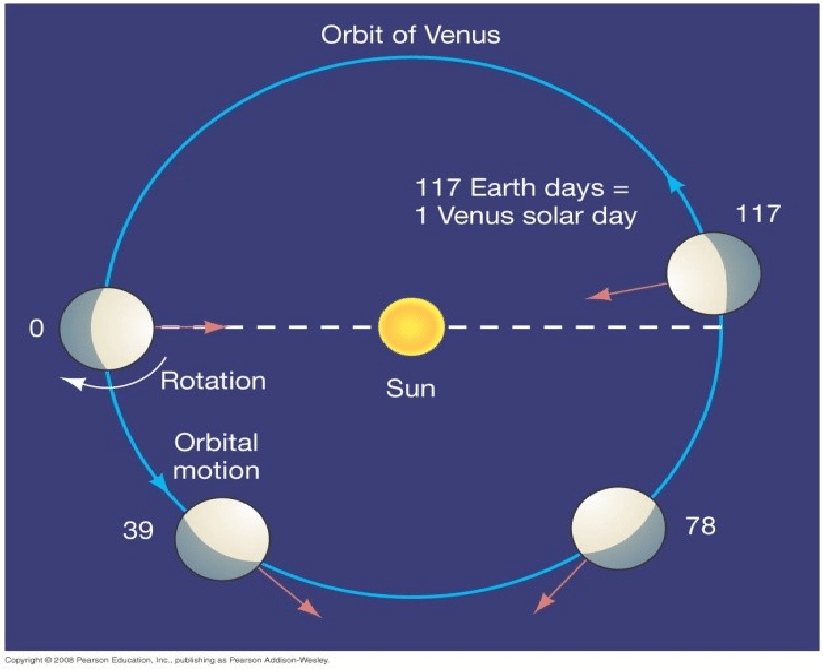 Orbit of Venus
117 Earth days =
1 Venus solar day
117
0
Rotation
Sun
Orbital
motion
39
78
Copyright © 2008 Pearson Education, Inc., publishing as Pearson Addison-Wesley.